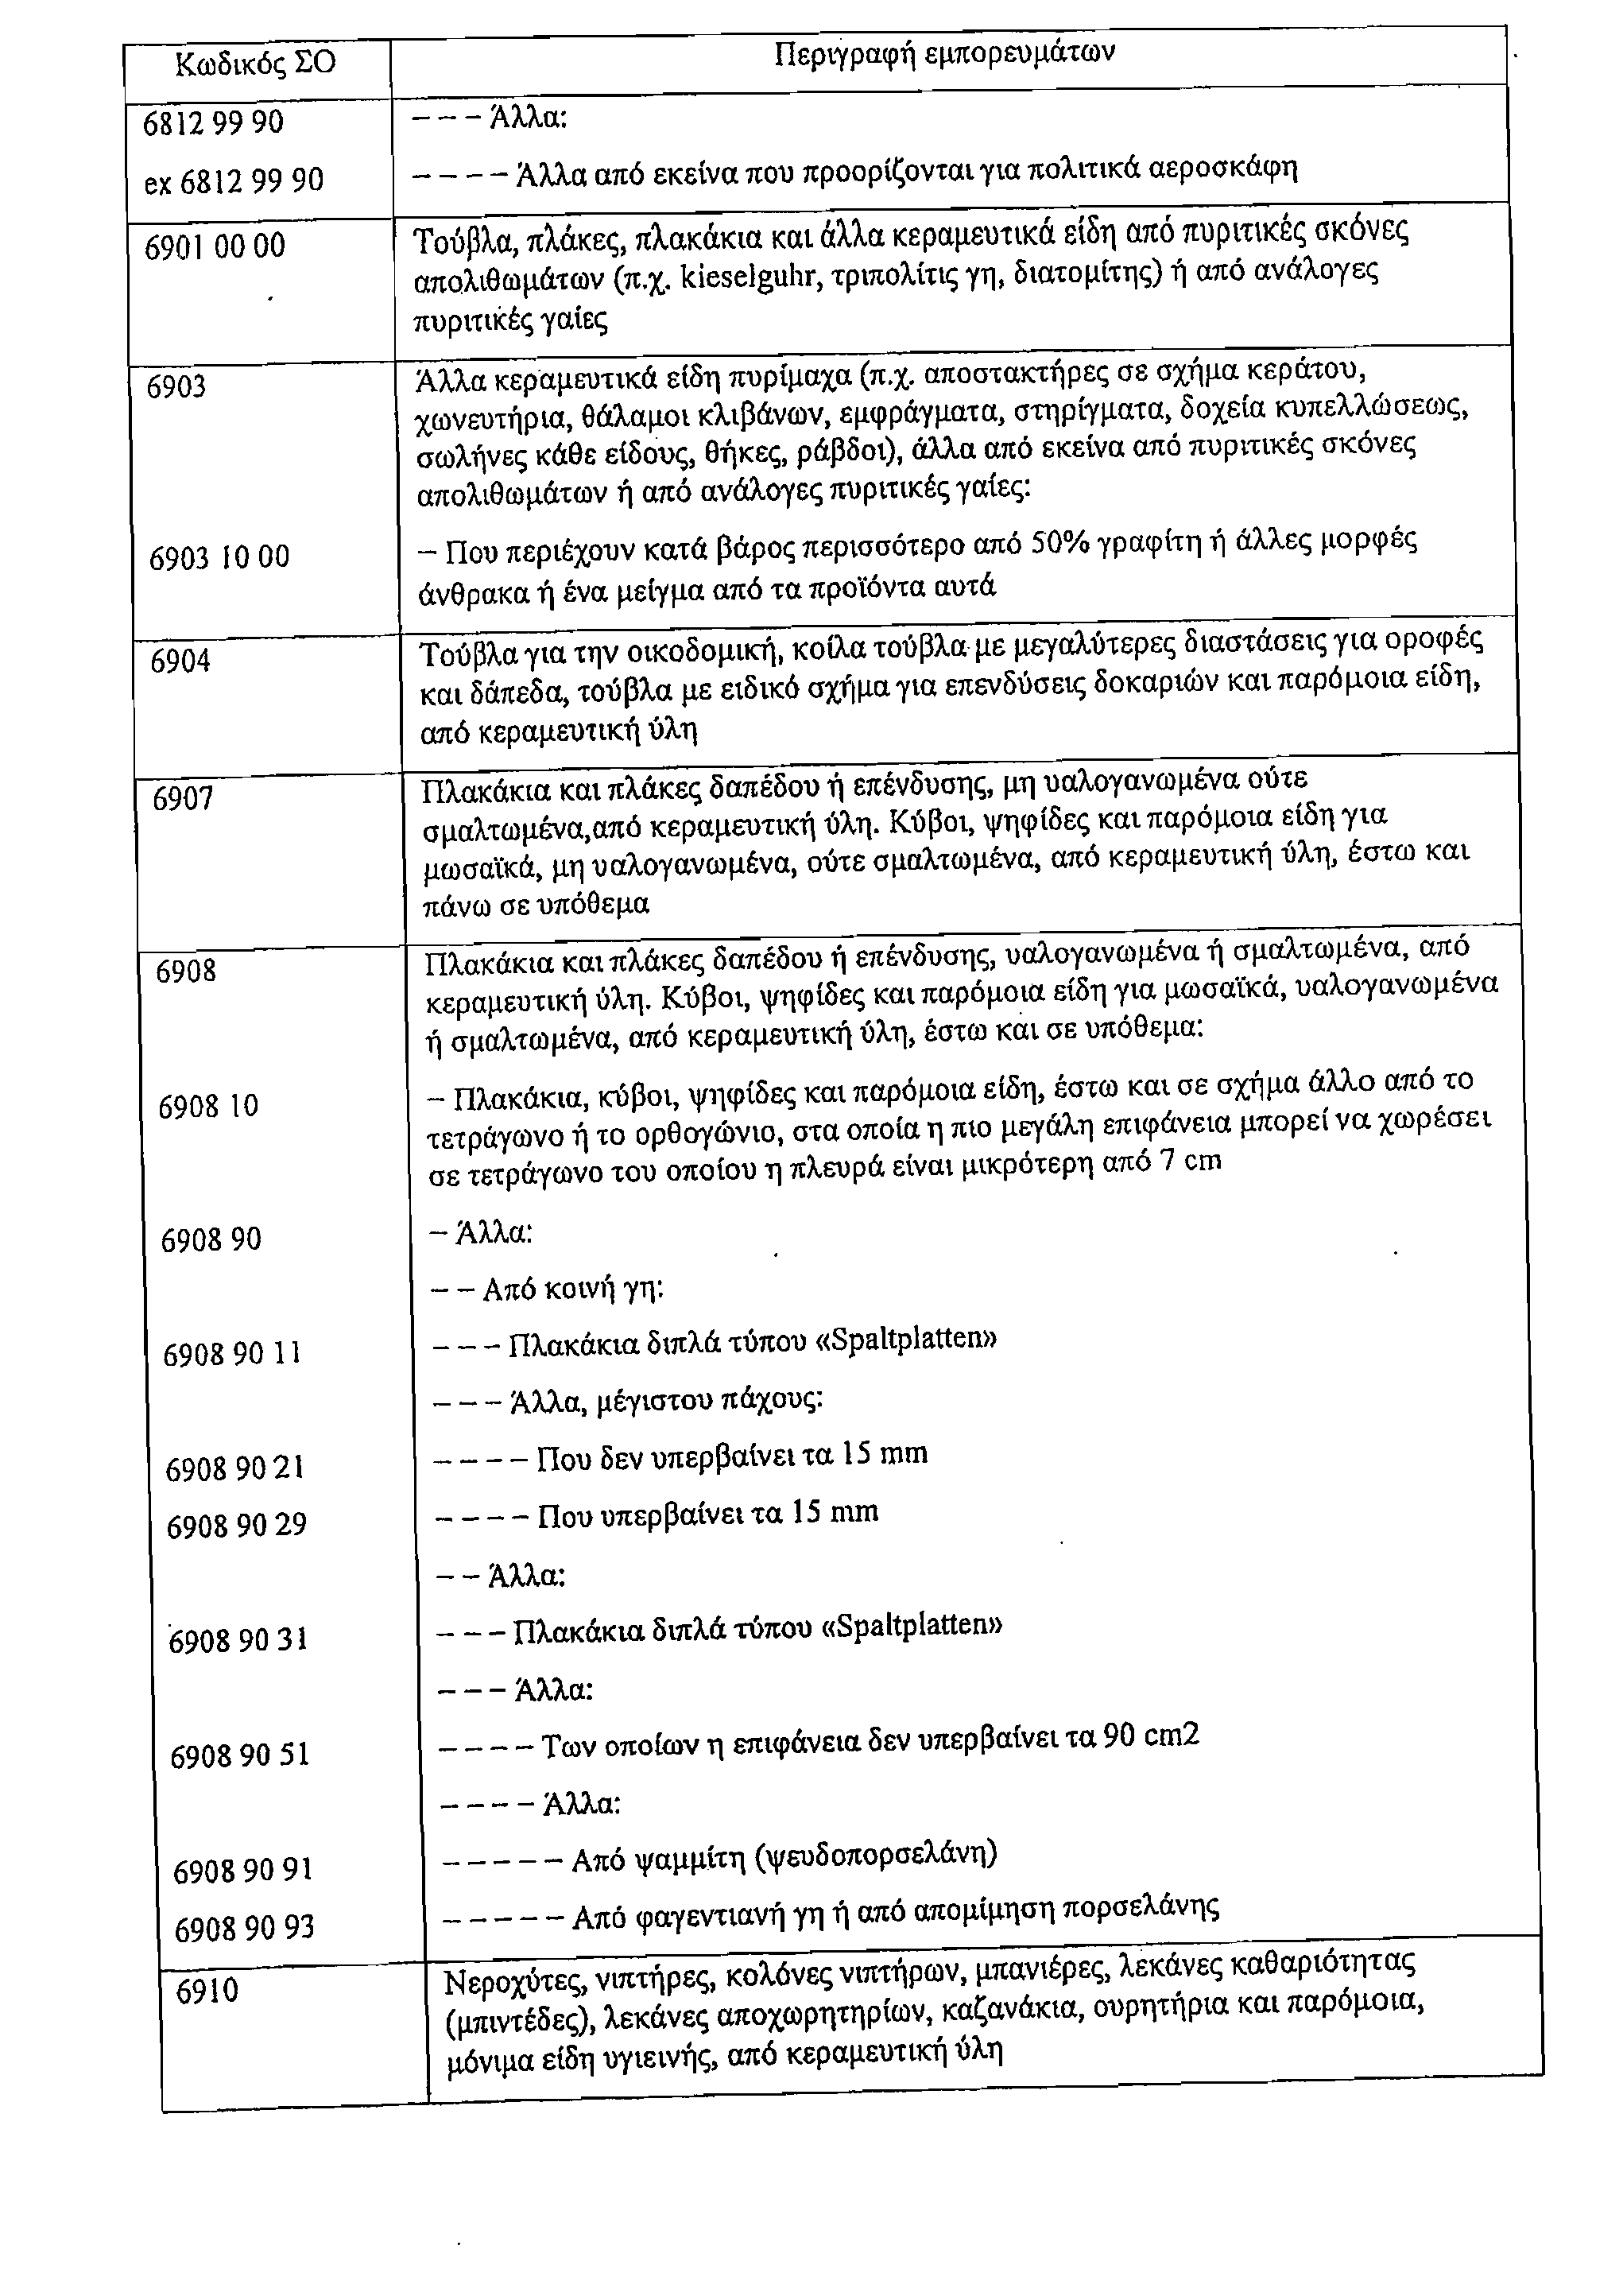 Κωδικός ΣΟ Περιγραφή εμπορευμάτων
6812 99 90 – – – Άλλα:
ex 6812 99 90 – – – – Άλλα από εκείνα που προορίζονται για πολιτικά αεροσκάφη
6901 00 00 Τούβλα, πλάκες, πλακάκια και άλλα κεραμευτικά είδη από πυριτικές σκόνες
απολιθωμάτων (π.χ. kieselguhr, τριπολίτις γη, διατομίτης) ή από ανάλογες
πυριτικές γαίες
6903 Άλλα κεραμευτικά είδη πυρίμαχα (π.χ. αποστακτήρες σε σχήμα κεράτου,
χωνευτήρια, θάλαμοι κλιβάνων, εμφράγματα, στηρίγματα, δοχεία κυπελλώσεως,
σωλήνες κάθε είδους, θήκες, ράβδοι), άλλα από εκείνα από πυριτικές σκόνες
απολιθωμάτων ή από ανάλογες πυριτικές γαίες:
6903 10 00 – Που περιέχουν κατά βάρος περισσότερο από 50% γραφίτη ή άλλες μορφές
άνθρακα ή ένα μείγμα από τα προϊόντα αυτά
6904 Τούβλα για την οικοδομική, κοίλα τούβλα με μεγαλύτερες διαστάσεις για οροφές
και δάπεδα, τούβλα με ειδικό σχήμα για επενδύσεις δοκαριών και παρόμοια είδη,
από κεραμευτική ύλη
6907 Πλακάκια και πλάκες δαπέδου ή επένδυσης, μη υαλογανωμένα ούτε
σμαλτωμένα,από κεραμευτική ύλη. Κύβοι, ψηφίδες και παρόμοια είδη για
μωσαϊκά, μη υαλογανωμένα, ούτε σμαλτωμένα, από κεραμευτική ύλη, έστω και
πάνω σε υπόθεμα
6908 Πλακάκια και πλάκες δαπέδου ή επένδυσης, υαλογανωμένα ή σμαλτωμένα, από
κεραμευτική ύλη. Κύβοι, ψηφίδες και παρόμοια είδη για μωσαϊκά, υαλογανωμένα
ή σμαλτωμένα, από κεραμευτική ύλη, έστω και σε υπόθεμα:
6908 10 – Πλακάκια, κύβοι, ψηφίδες και παρόμοια είδη, έστω και σε σχήμα άλλο από το
τετράγωνο ή το ορθογώνιο, στα οποία η πιο μεγάλη επιφάνεια μπορεί να χωρέσει
σε τετράγωνο του οποίου η πλευρά είναι μικρότερη από 7 cm
6908 90 – Άλλα:
– – Από κοινή γη:
6908 90 11 – – – Πλακάκια διπλά τύπου «Spaltplatten»
– – – Άλλα, μέγιστου πάχους:
6908 90 21 – – – – Που δεν υπερβαίνει τα 15 mm
6908 90 29 – – – – Που υπερβαίνει τα 15 mm
– – Άλλα:
6908 90 31 – – – Πλακάκια διπλά τύπου «Spaltplatten»
– – – Άλλα:
6908 90 51 – – – – Των οποίων η επιφάνεια δεν υπερβαίνει τα 90 cm2
– – – – Άλλα:
6908 90 91 – – – – – Από ψαμμίτη (ψευδοπορσελάνη)
6908 90 93 – – – – – Από φαγεντιανή γη ή από απομίμηση πορσελάνης
6910 Νεροχύτες, νιπτήρες, κολόνες νιπτήρων, μπανιέρες, λεκάνες καθαριότητας
(μπιντέδες), λεκάνες αποχωρητηρίων, καζανάκια, ουρητήρια και παρόμοια,
μόνιμα είδη υγιεινής, από κεραμευτική ύλη